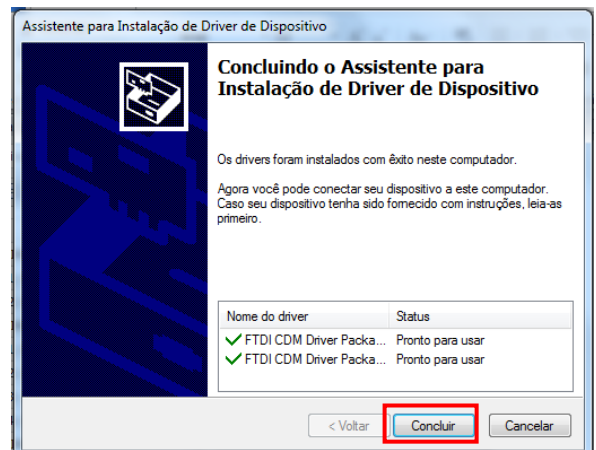 Assistente para Instalação de Driver de Dispositivo
Concluindo o Assistente para
Instalação de Driver de Dispositivo
Os drivers foram instalados com êxito neste computador.
Agora você pode conectar seu dispositivo a este computador.
Caso seu dispositivo tenha sido fornecido com instruções, leia-as
primeiro.
Nome do driver Status
FTDI CDM Driver Packa... Pronto para usar
FTDI CDM Driver Packa... Pronto para usar
< Voltar Concluir Cancelar